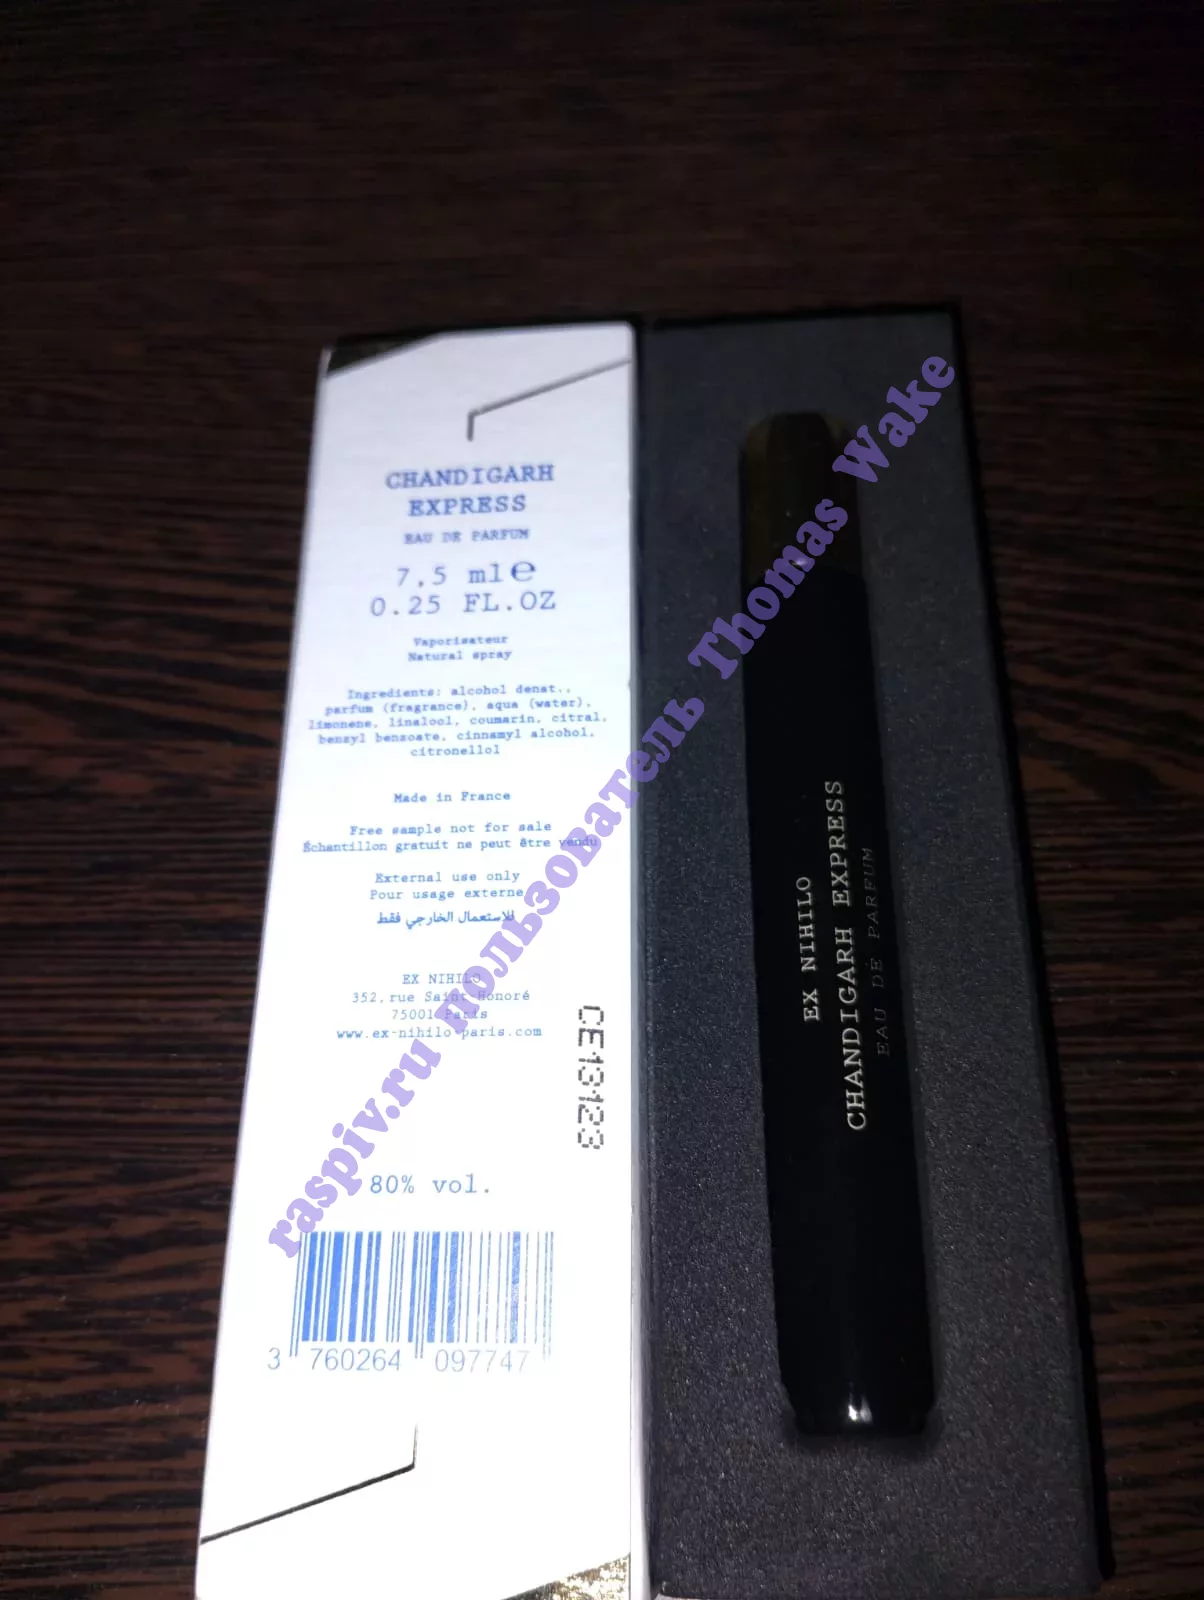 CHANDIGARH
EXPRESS
EAU DE PARFUM
7,5 ml ℮
0.25 FL.OZ
Vaporisateur
Natural spray
Ingredients: alcohol denat.,
parfum (fragrance), aqua (water),
limonene, linalool, coumarin, citral,
benzyl benzoate, cinnamyl alcohol,
citronellol
Made in France
Free sample not for sale
Échantillon gratuit ne peut être vendu
External use only
Pour usage externe
للاستعمال الخارجي فقط
EX NIHILO
352, rue Saint-Honoré
75001 Paris
www.ex-nihilo-paris.com
CE13123
80% vol.
3 760264 097747
EX NIHILO
CHANDIGARH EXPRESS
EAU DE PARFUM
raspiv.ru пользователь Thomas Wake